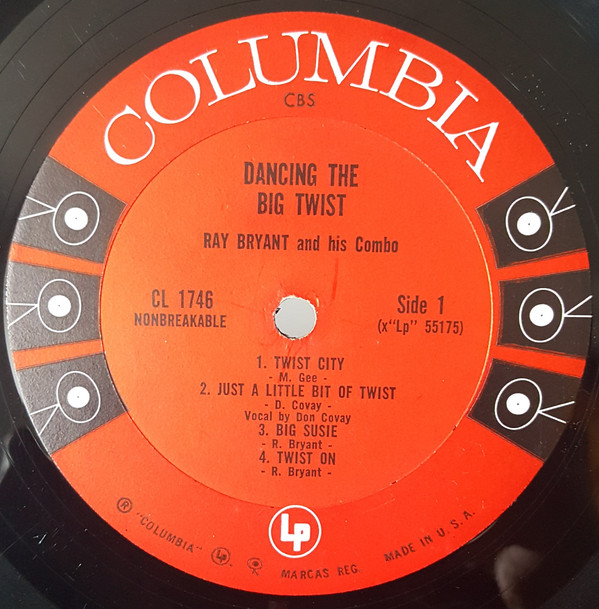 COLUMBIA
CBS
DANCING THE
BIG TWIST
RAY BRYANT and his Combo
CL 1746
NONBREAKABLE
Side 1
(x"Lp" 55175)
1. TWIST CITY
- M. Gee -
2. JUST A LITTLE BIT OF TWIST
- D. Covay -
Vocal by Don Covay
3. BIG SUSIE
- R. Bryant -
4. TWIST ON
- R. Bryant -
Lp
® "COLUMBIA" Lp. MARCAS REG. MADE IN U.S.A.